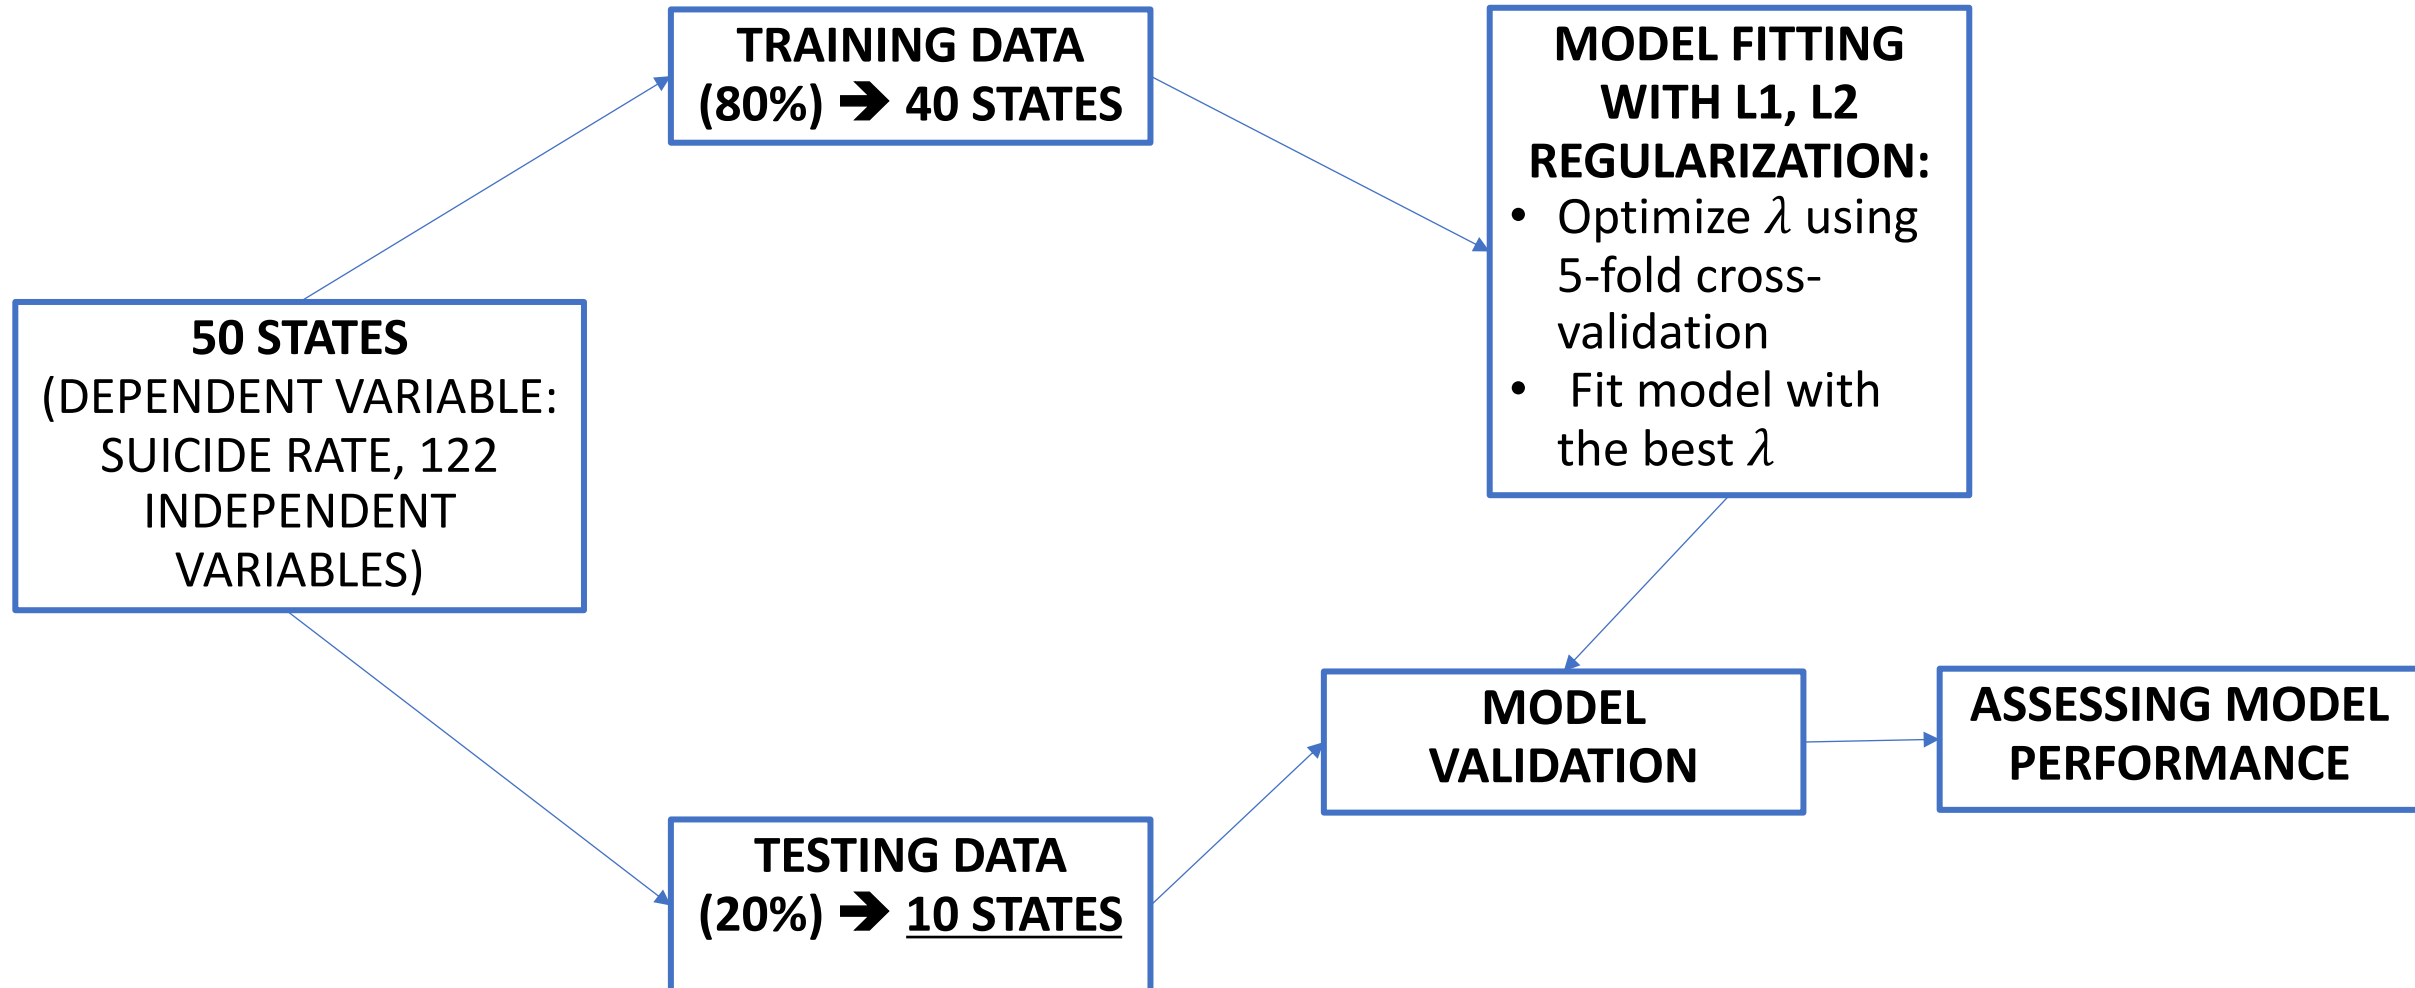 TRAINING DATA
(80%) 🡺 40 STATES
MODEL FITTING
WITH L1, L2
REGULARIZATION:
• Optimize 𝜆 using
5-fold cross-
validation
• Fit model with
the best 𝜆
50 STATES
(DEPENDENT VARIABLE:
SUICIDE RATE, 122
INDEPENDENT
VARIABLES)
MODEL
VALIDATION
ASSESSING MODEL
PERFORMANCE
TESTING DATA
(20%) 🡺 10 STATES